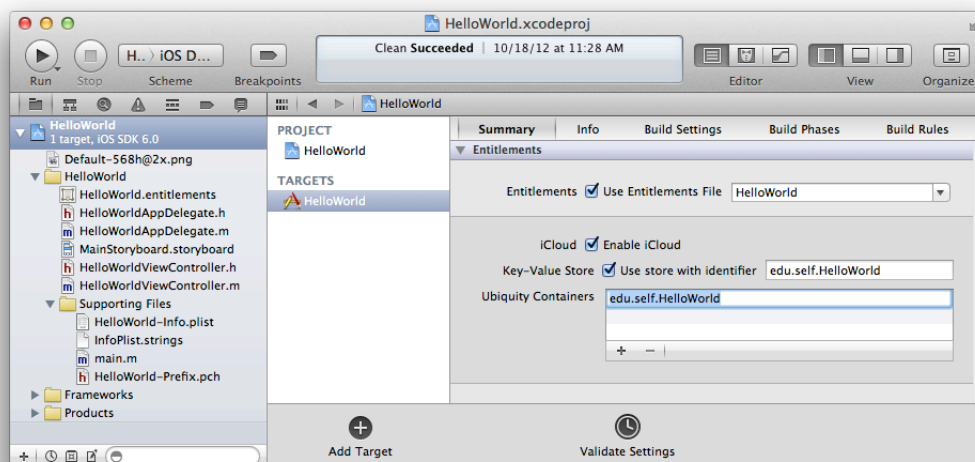 HelloWorld.xcodeproj
Clean Succeeded | 10/18/12 at 11:28 AM
H.. 〉 iOS D...
Run Stop Scheme Breakpoints Editor View Organize
HelloWorld
HelloWorld
1 target, iOS SDK 6.0
Default-568h@2x.png
HelloWorld
HelloWorld.entitlements
HelloWorldAppDelegate.h
HelloWorldAppDelegate.m
MainStoryboard.storyboard
HelloWorldViewController.h
HelloWorldViewController.m
Supporting Files
HelloWorld-Info.plist
InfoPlist.strings
main.m
HelloWorld-Prefix.pch
Frameworks
Products
PROJECT
HelloWorld
TARGETS
HelloWorld
Summary Info Build Settings Build Phases Build Rules
Entitlements
Entitlements Use Entitlements File HelloWorld
iCloud Enable iCloud
Key-Value Store Use store with identifier edu.self.HelloWorld
Ubiquity Containers edu.self.HelloWorld
Add Target
Validate Settings